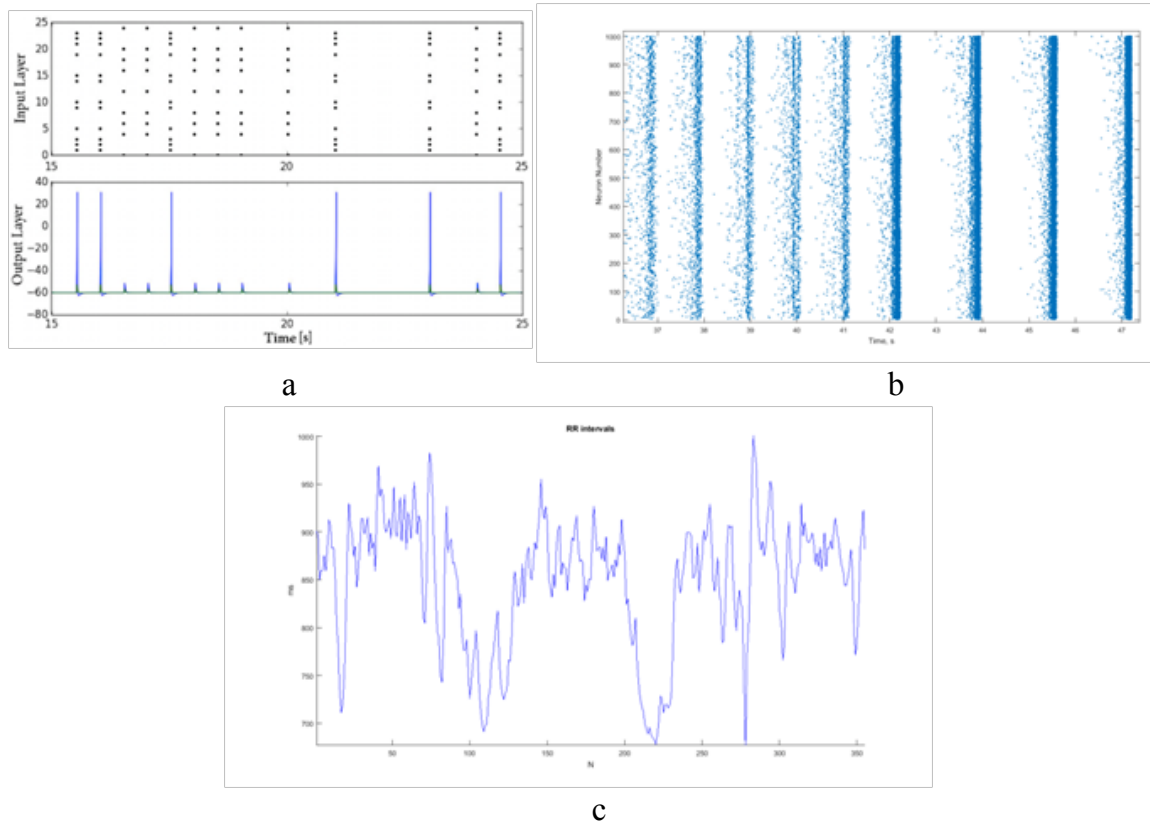 25
20
15
10
5
0
Input Layer
15 20 25
40
20
0
−20
−40
−60
−80
Output Layer
15 20 25
Time [s]
a
1000
900
800
700
600
500
400
300
200
100
0
Neuron Number
37 38 39 40 41 42 43 44 45 46 47
Time, s
b
RR intervals
1000
950
900
850
800
750
700
ms
50 100 150 200 250 300 350
N
c